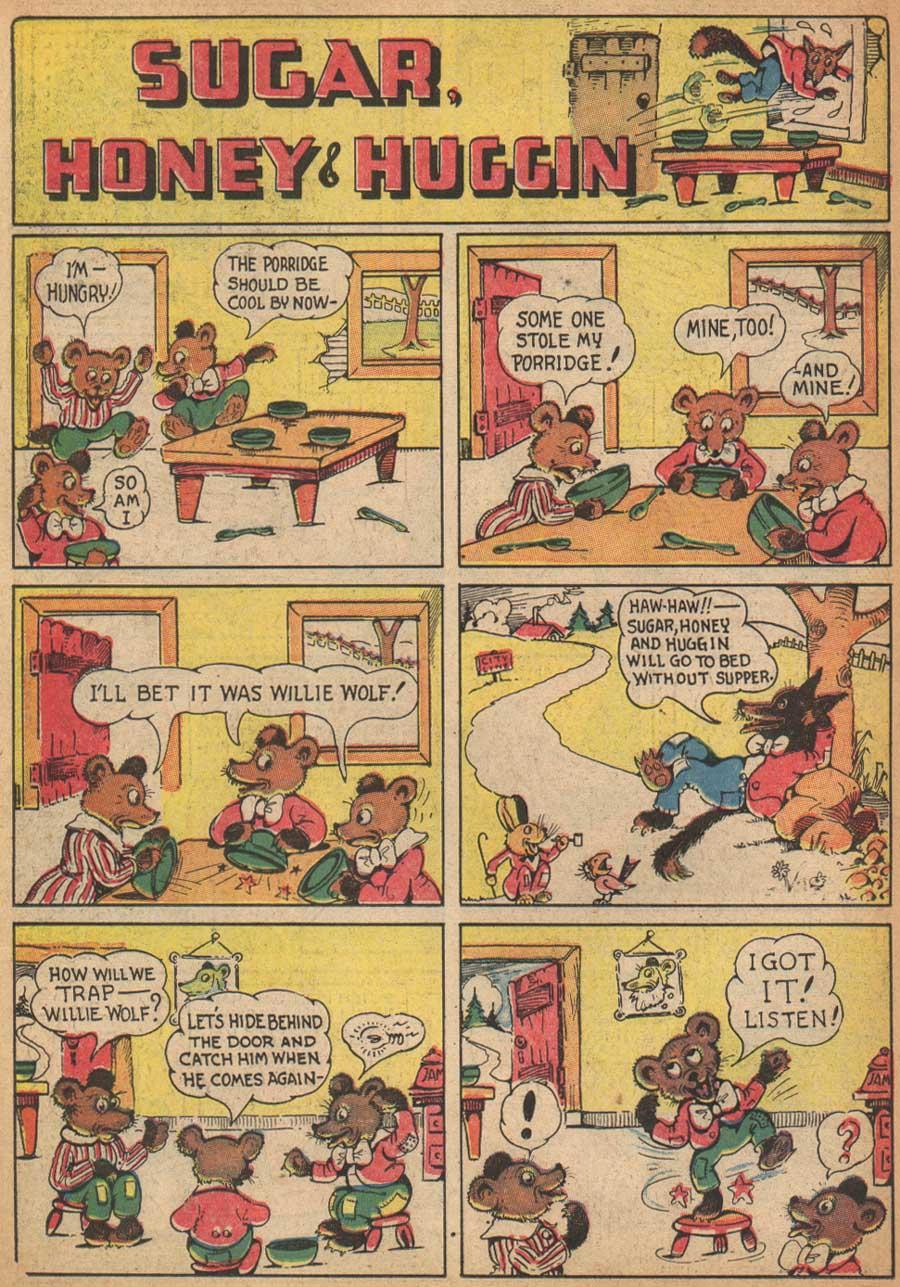 SUGAR,
HONEY & HUGGIN
I'M —
HUNGRY!
THE PORRIDGE
SHOULD BE
COOL BY NOW-
SO
AM
I
SOME ONE
STOLE MY
PORRIDGE!
MINE, TOO!
-AND
MINE!
I'LL BET IT WAS WILLIE WOLF!
HAW-HAW!! —
SUGAR, HONEY
AND HUGGIN
WILL GO TO BED
WITHOUT SUPPER.
CITY
HOW WILL WE
TRAP —
WILLIE WOLF?
LET'S HIDE BEHIND
THE DOOR AND
CATCH HIM WHEN
HE COMES AGAIN-
JAM
I GOT
IT!
LISTEN!
JAM
!
?